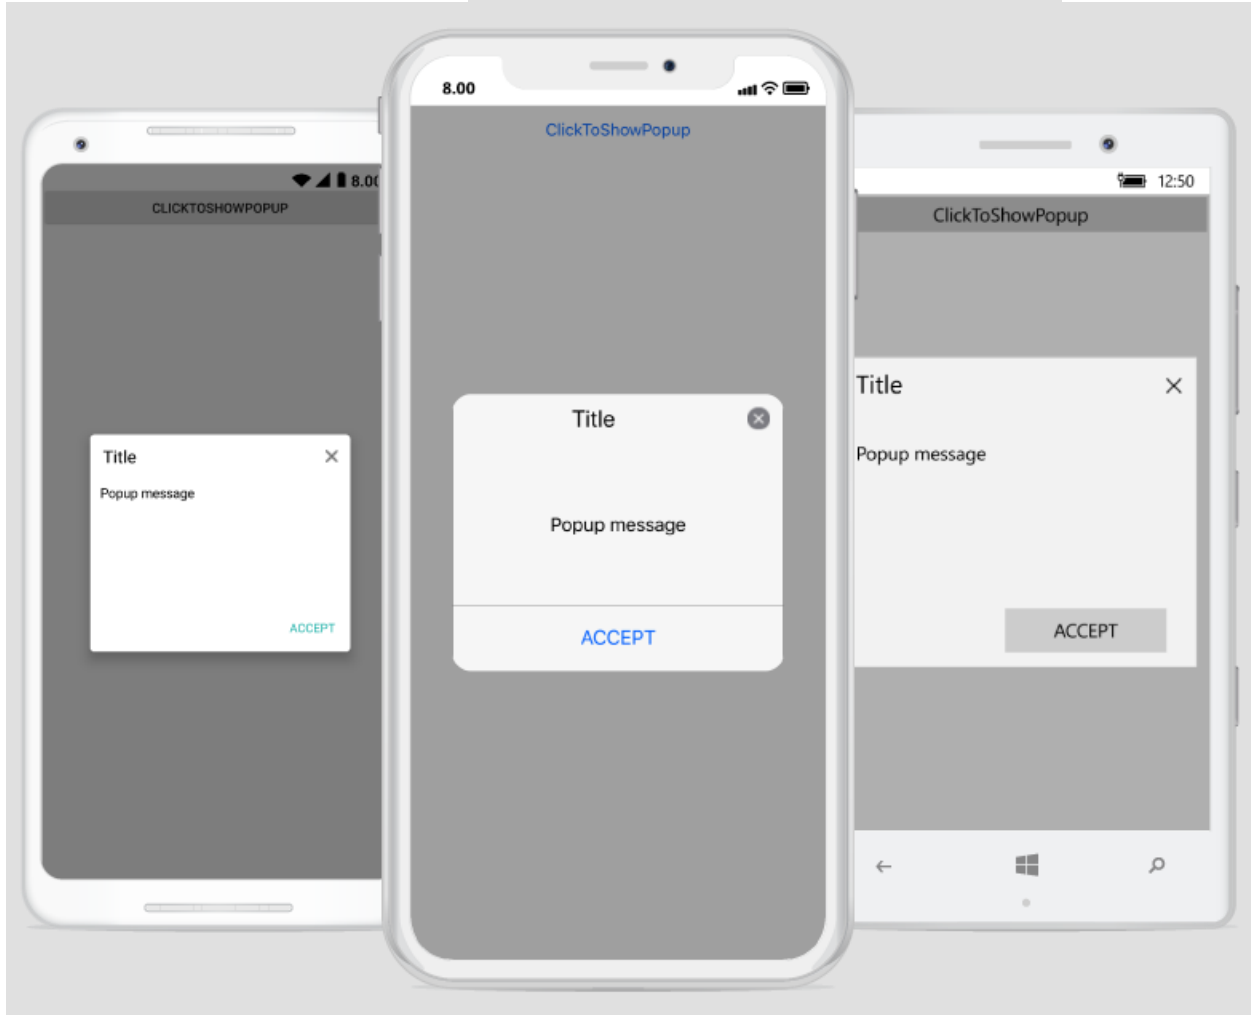 8.00
ClickToShowPopup
Title
Popup message
ACCEPT
8.00
CLICKTOSHOWPOPUP
Title
Popup message
ACCEPT
12:50
ClickToShowPopup
Title
Popup message
ACCEPT